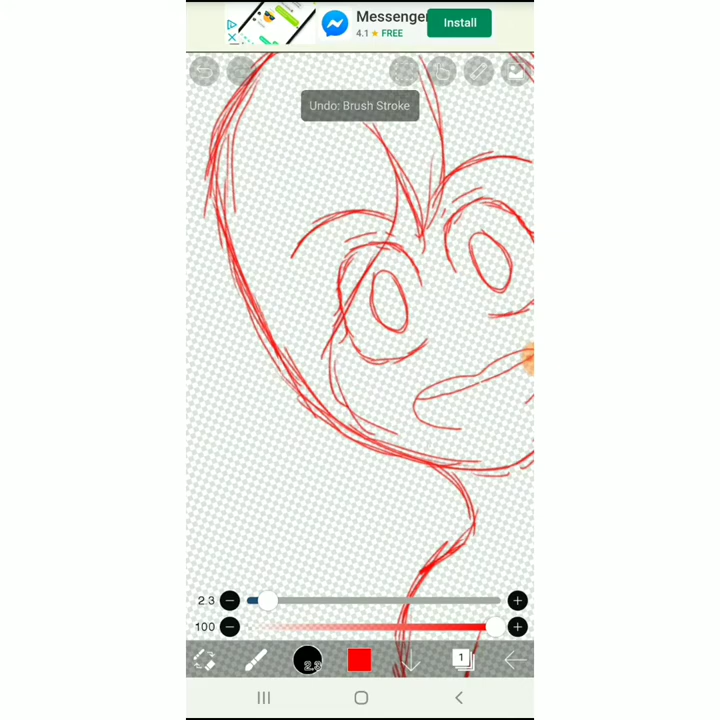 Messenger
4.1 ★ FREE
Install
Undo: Brush Stroke
2.3
100
2.3
1